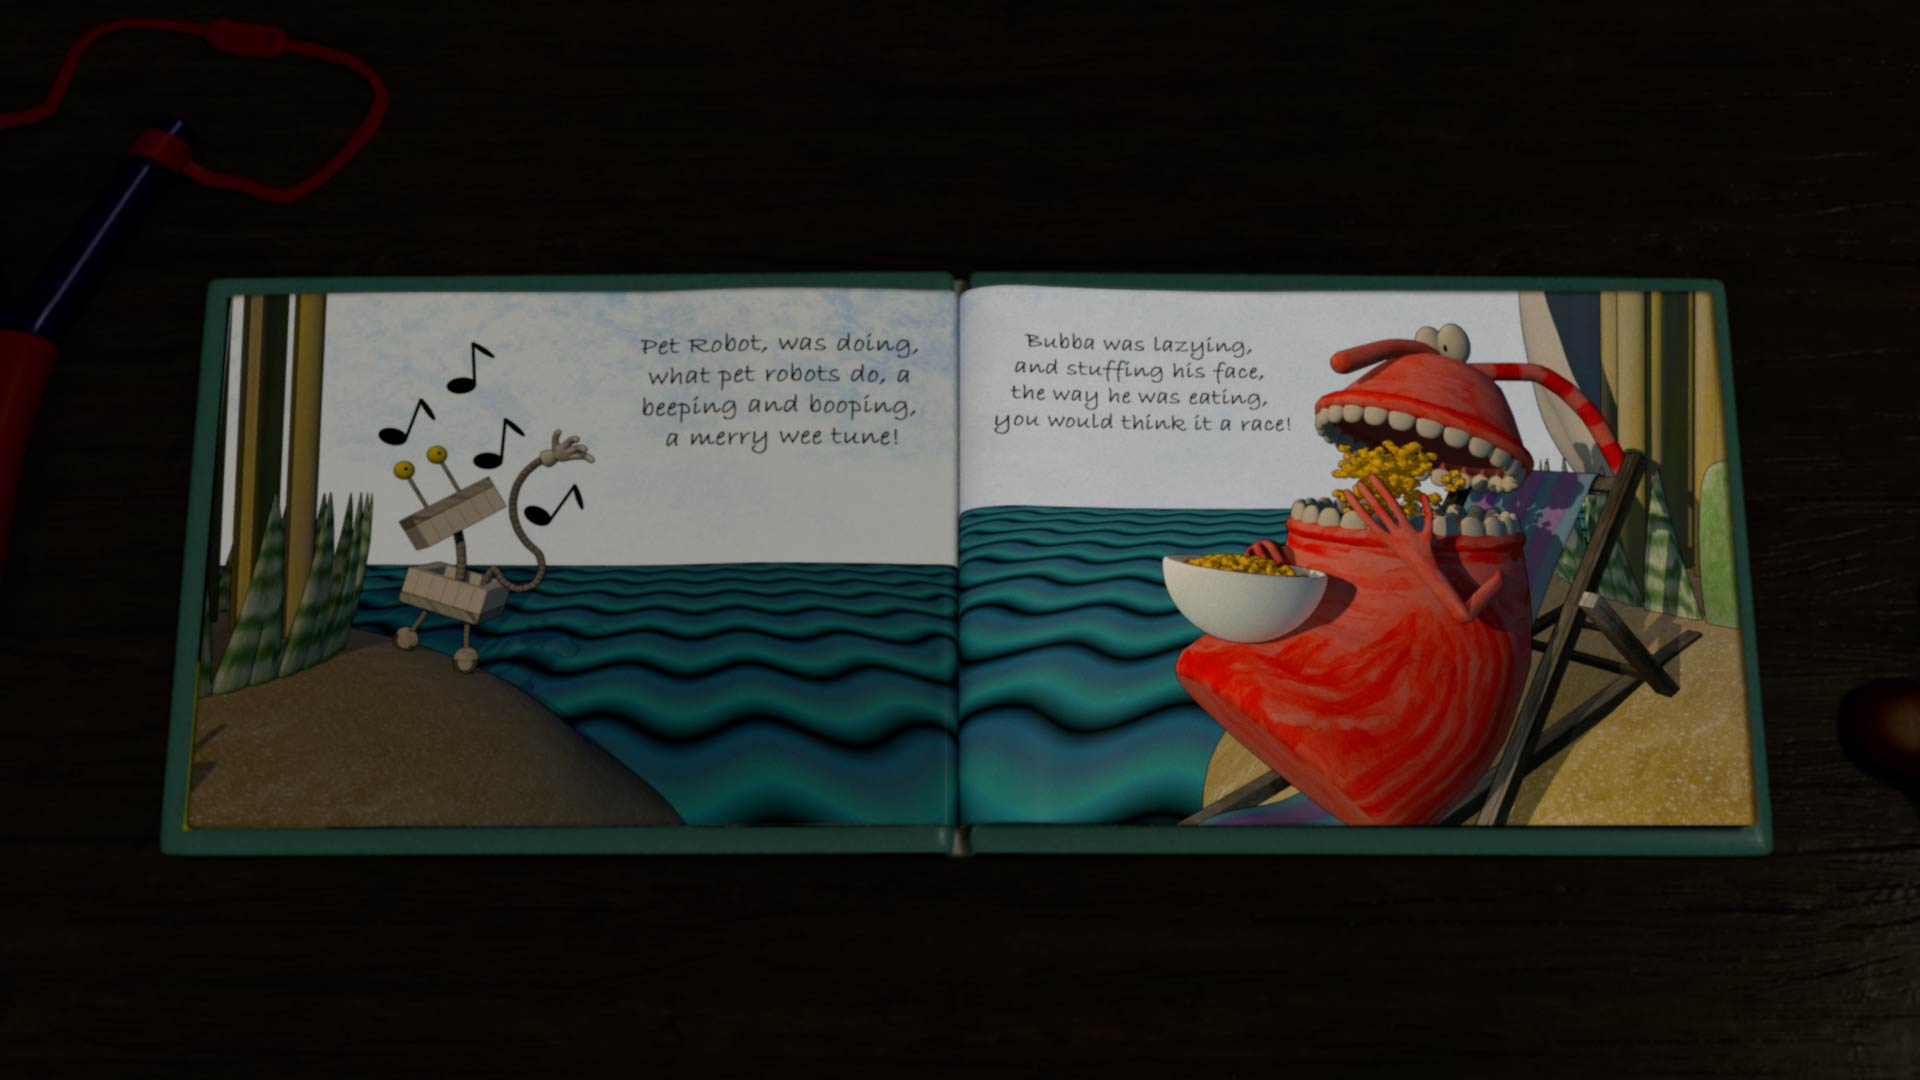 Pet Robot, was doing,
what pet robots do, a
beeping and booping,
a merry wee tune!
Bubba was lazying,
and stuffing his face,
the way he was eating,
you would think it a race!